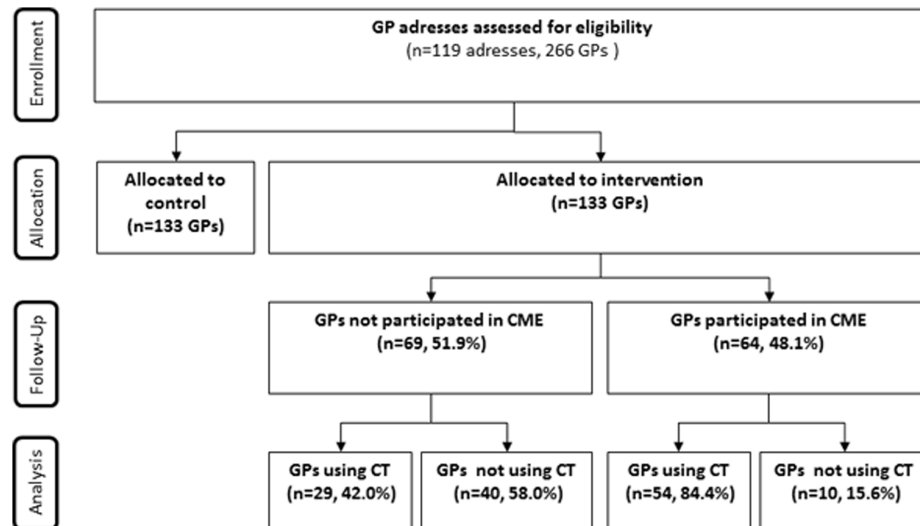 Enrollment
GP adresses assessed for eligibility
(n=119 adresses, 266 GPs )
Allocation
Allocated to
control
(n=133 GPs)
Allocated to intervention
(n=133 GPs)
Follow-Up
GPs not participated in CME
(n=69, 51.9%)
GPs participated in CME
(n=64, 48.1%)
Analysis
GPs using CT
(n=29, 42.0%)
GPs  not using CT
(n=40, 58.0%)
GPs using CT
(n=54, 84.4%)
GPs  not using CT
(n=10, 15.6%)